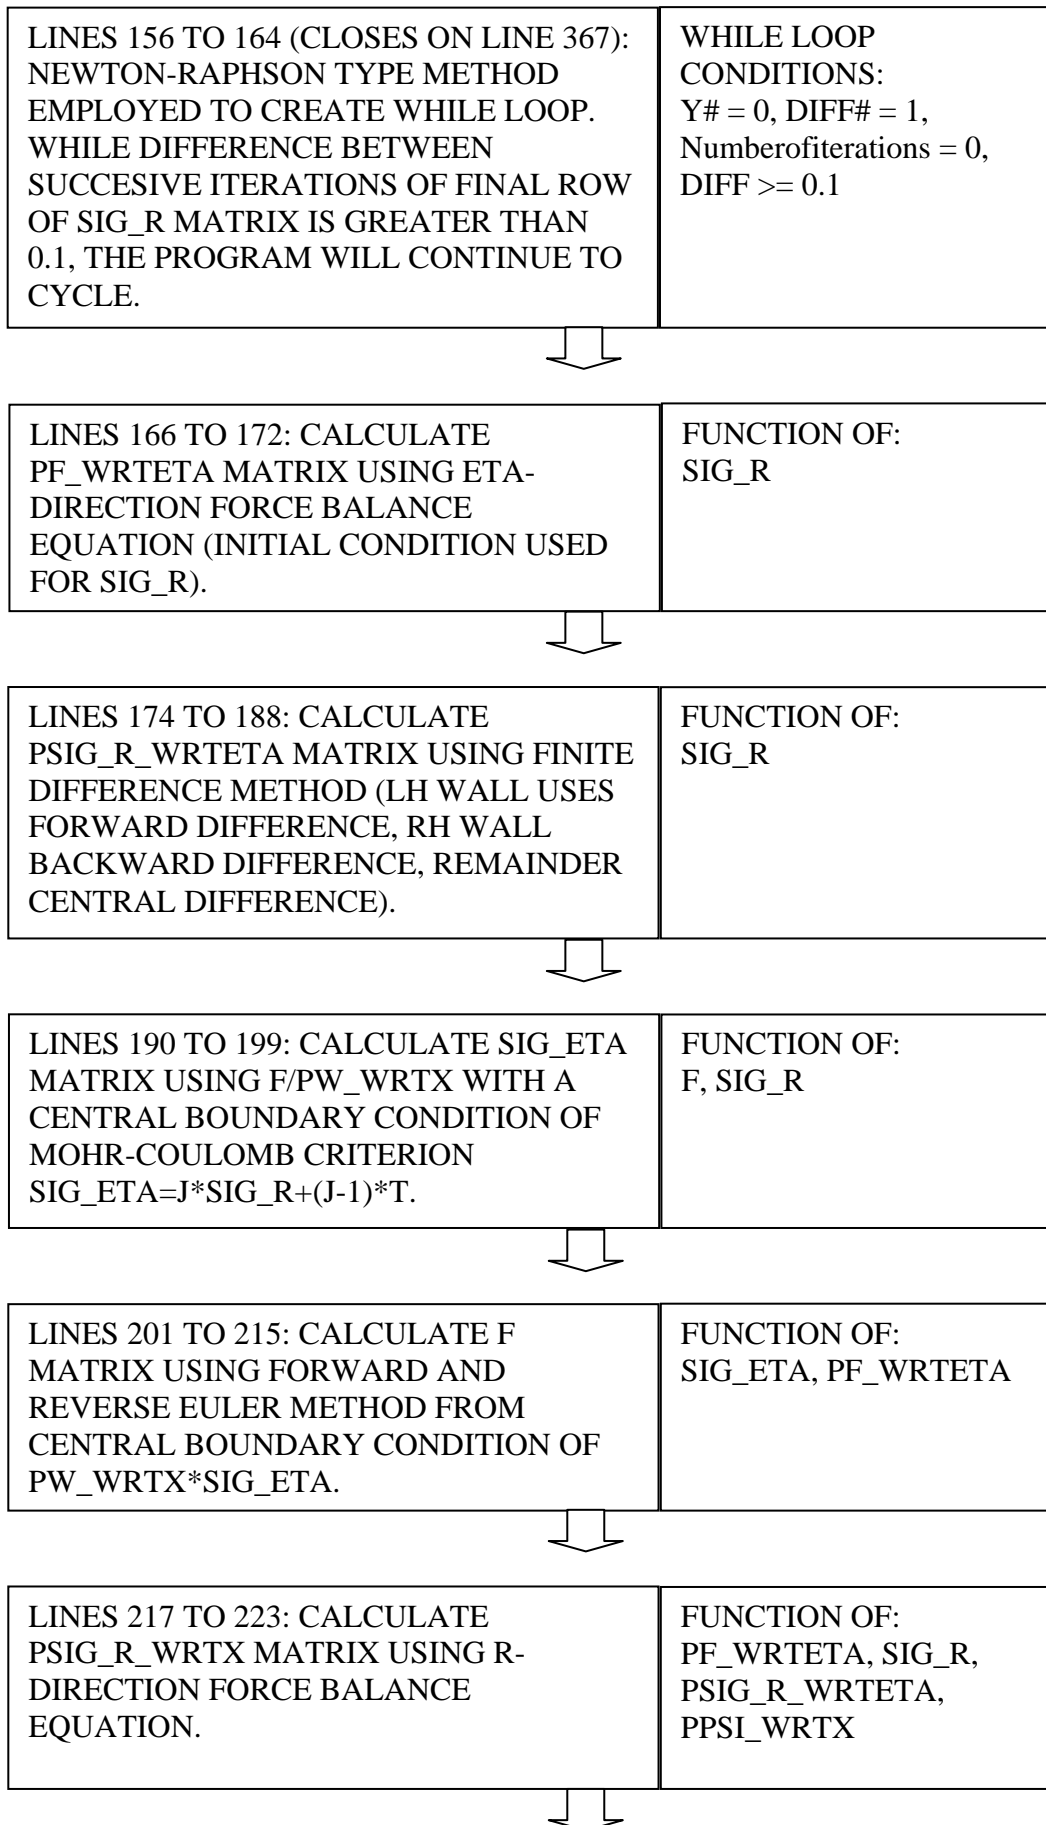 LINES 156 TO 164 (CLOSES ON LINE 367):
NEWTON-RAPHSON TYPE METHOD
EMPLOYED TO CREATE WHILE LOOP.
WHILE DIFFERENCE BETWEEN
SUCCESIVE ITERATIONS OF FINAL ROW
OF SIG_R MATRIX IS GREATER THAN
0.1, THE PROGRAM WILL CONTINUE TO
CYCLE.
WHILE LOOP
CONDITIONS:
Y# = 0, DIFF# = 1,
Numberofiterations = 0,
DIFF >= 0.1
LINES 166 TO 172: CALCULATE
PF_WRTETA MATRIX USING ETA-
DIRECTION FORCE BALANCE
EQUATION (INITIAL CONDITION USED
FOR SIG_R).
FUNCTION OF:
SIG_R
LINES 174 TO 188: CALCULATE
PSIG_R_WRTETA MATRIX USING FINITE
DIFFERENCE METHOD (LH WALL USES
FORWARD DIFFERENCE, RH WALL
BACKWARD DIFFERENCE, REMAINDER
CENTRAL DIFFERENCE).
FUNCTION OF:
SIG_R
LINES 190 TO 199: CALCULATE SIG_ETA
MATRIX USING F/PW_WRTX WITH A
CENTRAL BOUNDARY CONDITION OF
MOHR-COULOMB CRITERION
SIG_ETA=J*SIG_R+(J-1)*T.
FUNCTION OF:
F, SIG_R
LINES 201 TO 215: CALCULATE F
MATRIX USING FORWARD AND
REVERSE EULER METHOD FROM
CENTRAL BOUNDARY CONDITION OF
PW_WRTX*SIG_ETA.
FUNCTION OF:
SIG_ETA, PF_WRTETA
LINES 217 TO 223: CALCULATE
PSIG_R_WRTX MATRIX USING R-
DIRECTION FORCE BALANCE
EQUATION.
FUNCTION OF:
PF_WRTETA, SIG_R,
PSIG_R_WRTETA,
PPSI_WRTX